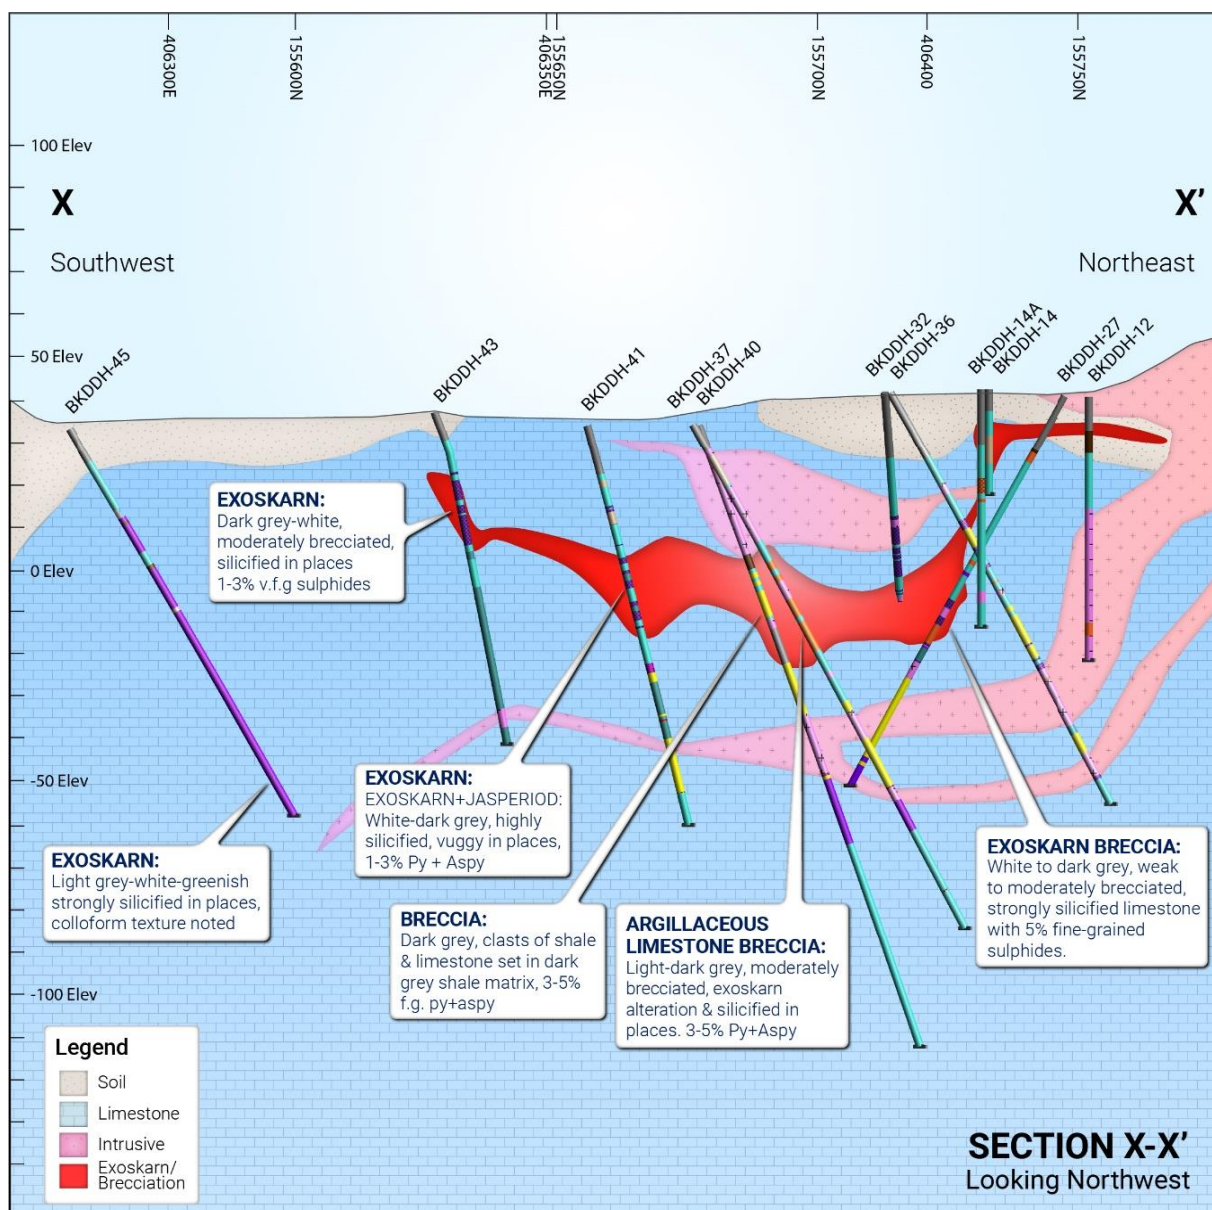 406300E
155600N
406350E
155650N
155700N
406400
155750N
100 Elev
X
X'
Southwest
Northeast
50 Elev
BKDDH-45
BKDDH-43
BKDDH-41
BKDDH-37
BKDDH-40
BKDDH-32
BKDDH-36
BKDDH-14A
BKDDH-14
BKDDH-27
BKDDH-12
EXOSKARN:
Dark grey-white,
moderately brecciated,
silicified in places
1-3% v.f.g sulphides
0 Elev
-50 Elev
EXOSKARN:
EXOSKARN+JASPERIOD:
White-dark grey, highly
silicified, vuggy in places,
1-3% Py + Aspy
EXOSKARN:
Light grey-white-greenish
strongly silicified in places,
colloform texture noted
BRECCIA:
Dark grey, clasts of shale
& limestone set in dark
grey shale matrix, 3-5%
f.g. py+aspy
ARGILLACEOUS
LIMESTONE BRECCIA:
Light-dark grey, moderately
brecciated, exoskarn
alteration & silicified in
places. 3-5% Py+Aspy
EXOSKARN BRECCIA:
White to dark grey, weak
to moderately brecciated,
strongly silicified limestone
with 5% fine-grained
sulphides.
-100 Elev
Legend
Soil
Limestone
Intrusive
Exoskarn/
Brecciation
SECTION X-X'
Looking Northwest